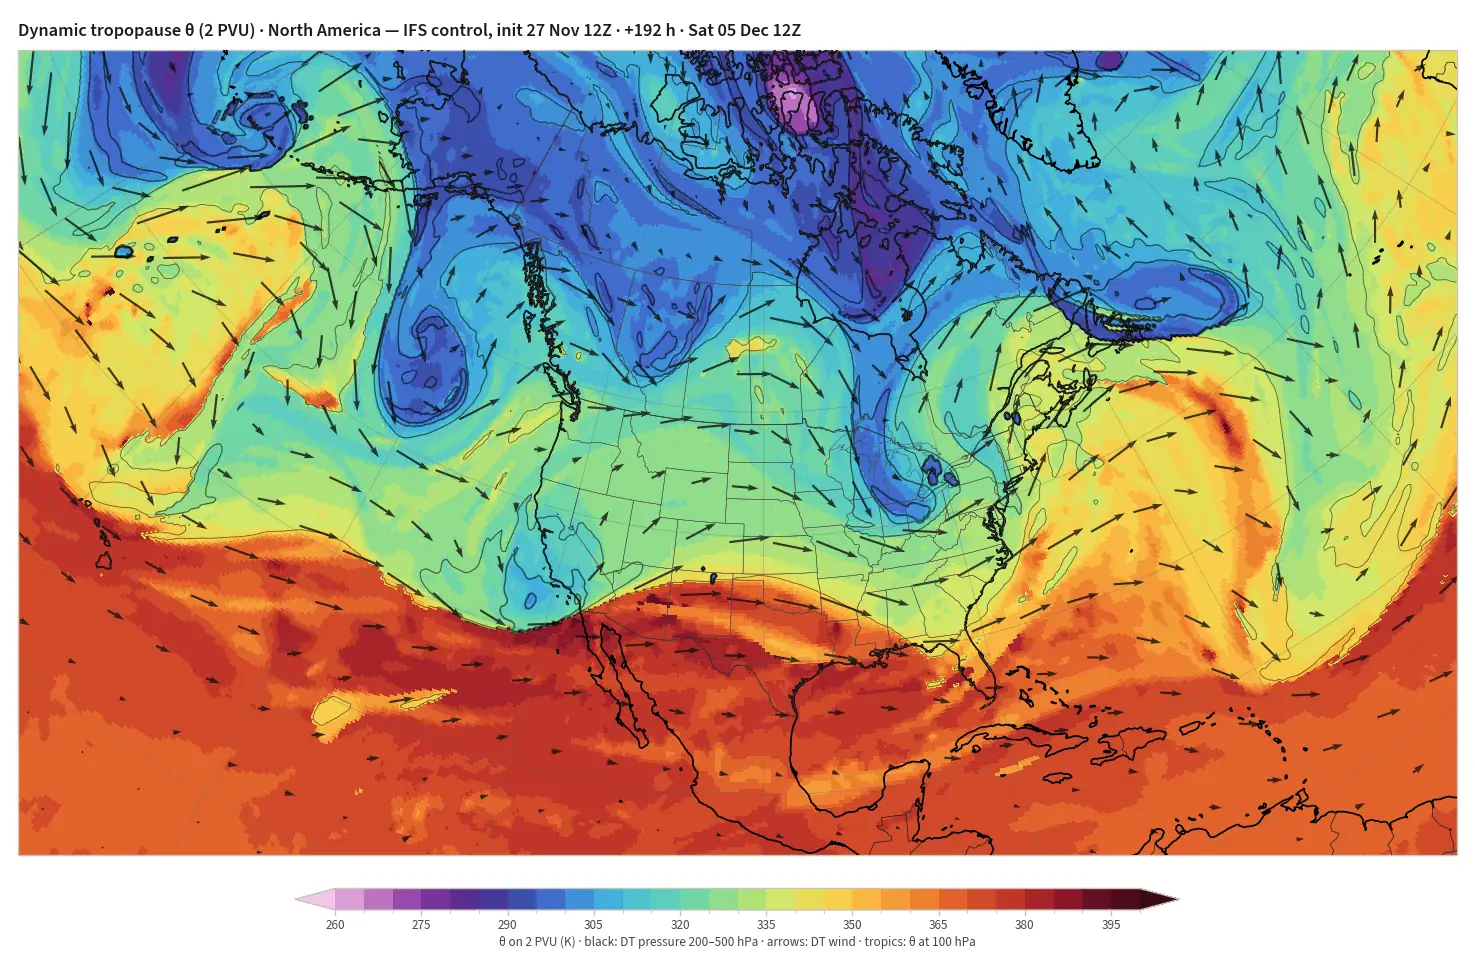 Dynamic tropopause θ (2 PVU) · North America — IFS control, init 27 Nov 12Z · +192 h · Sat 05 Dec 12Z
260 275 290 305 320 335 350 365 380 395
θ on 2 PVU (K) · black: DT pressure 200–500 hPa · arrows: DT wind · tropics: θ at 100 hPa